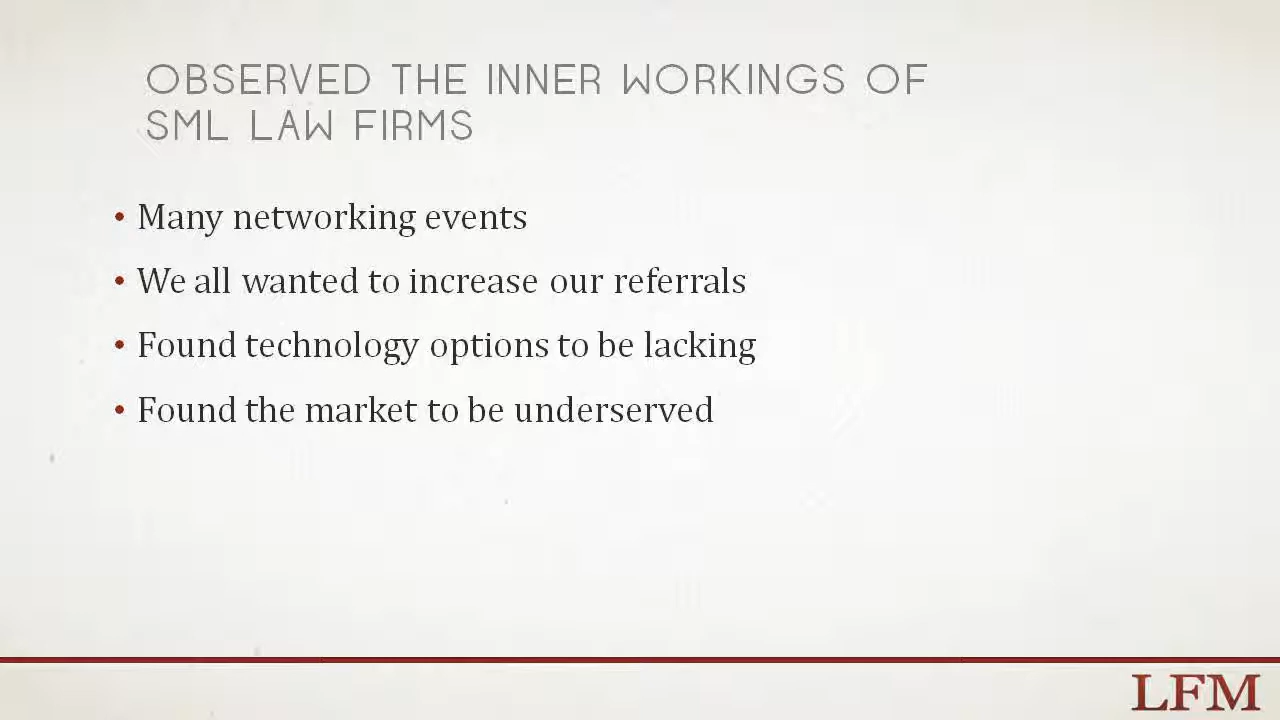 OBSERVED THE INNER WORKINGS OF
SML LAW FIRMS
• Many networking events
• We all wanted to increase our referrals
• Found technology options to be lacking
• Found the market to be underserved
LFM